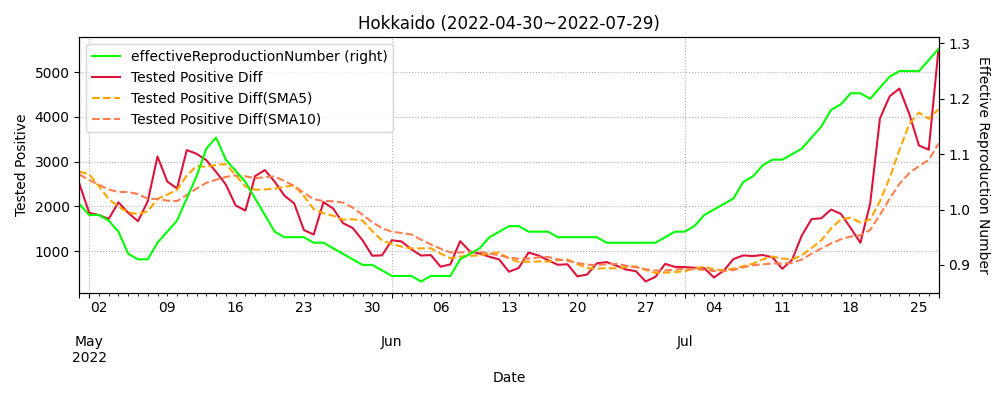 Hokkaido (2022-04-30~2022-07-29)
effectiveReproductionNumber (right)
Tested Positive Diff
Tested Positive Diff(SMA5)
Tested Positive Diff(SMA10)
Tested Positive
5000
4000
3000
2000
1000
Effective Reproduction Number
1.3
1.2
1.1
1.0
0.9
02 09 16 23 30 06 13 20 27 04 11 18 25
May Jun Jul
2022
Date